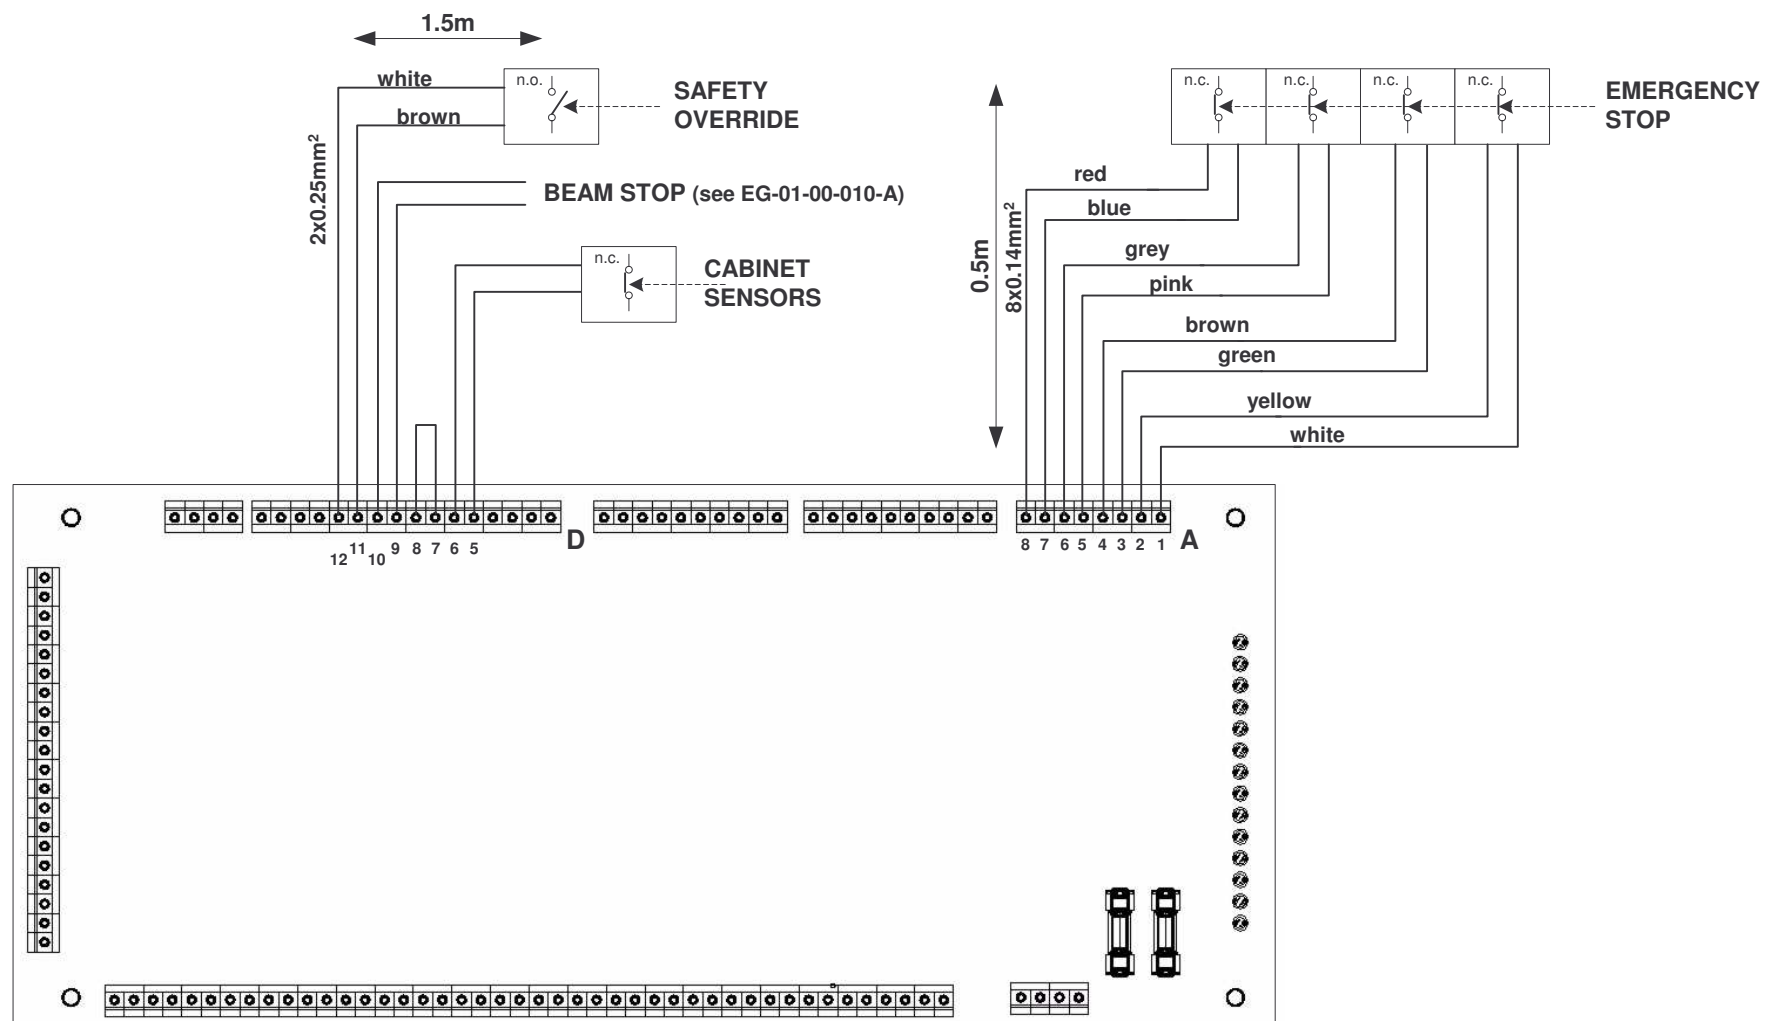 1.5m
white
n.o.
SAFETY
OVERRIDE
brown
2x0.25mm²
BEAM STOP (see EG-01-00-010-A)
n.c.
CABINET
SENSORS
n.c.
n.c.
n.c.
n.c.
EMERGENCY
STOP
red
blue
grey
pink
brown
green
yellow
white
0.5m
8x0.14mm²
12
11
10
9
8
7
6
5
D
8
7
6
5
4
3
2
1
A